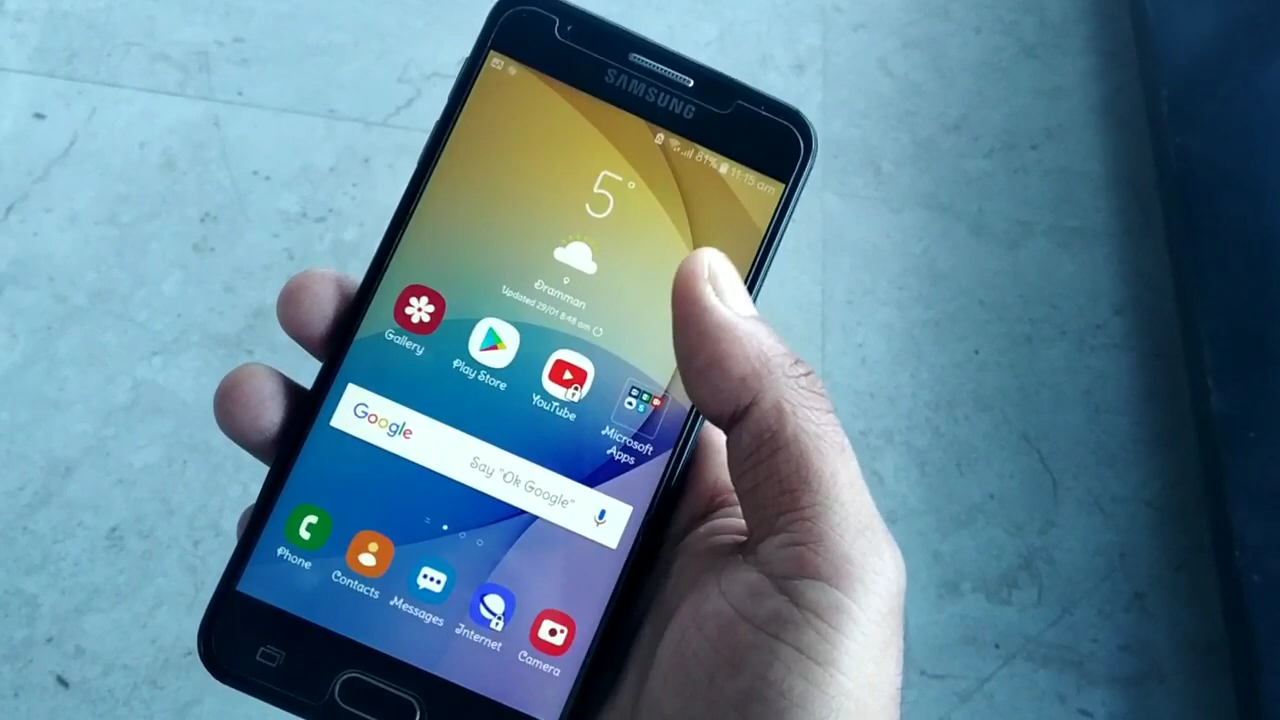 SAMSUNG
81% 11:15 am
5°
Dramman
Updated 29/01 8:48 am
Gallery
Play Store
YouTube
Microsoft
Apps
Google
Say "Ok Google"
Phone
Contacts
Messages
Internet
Camera